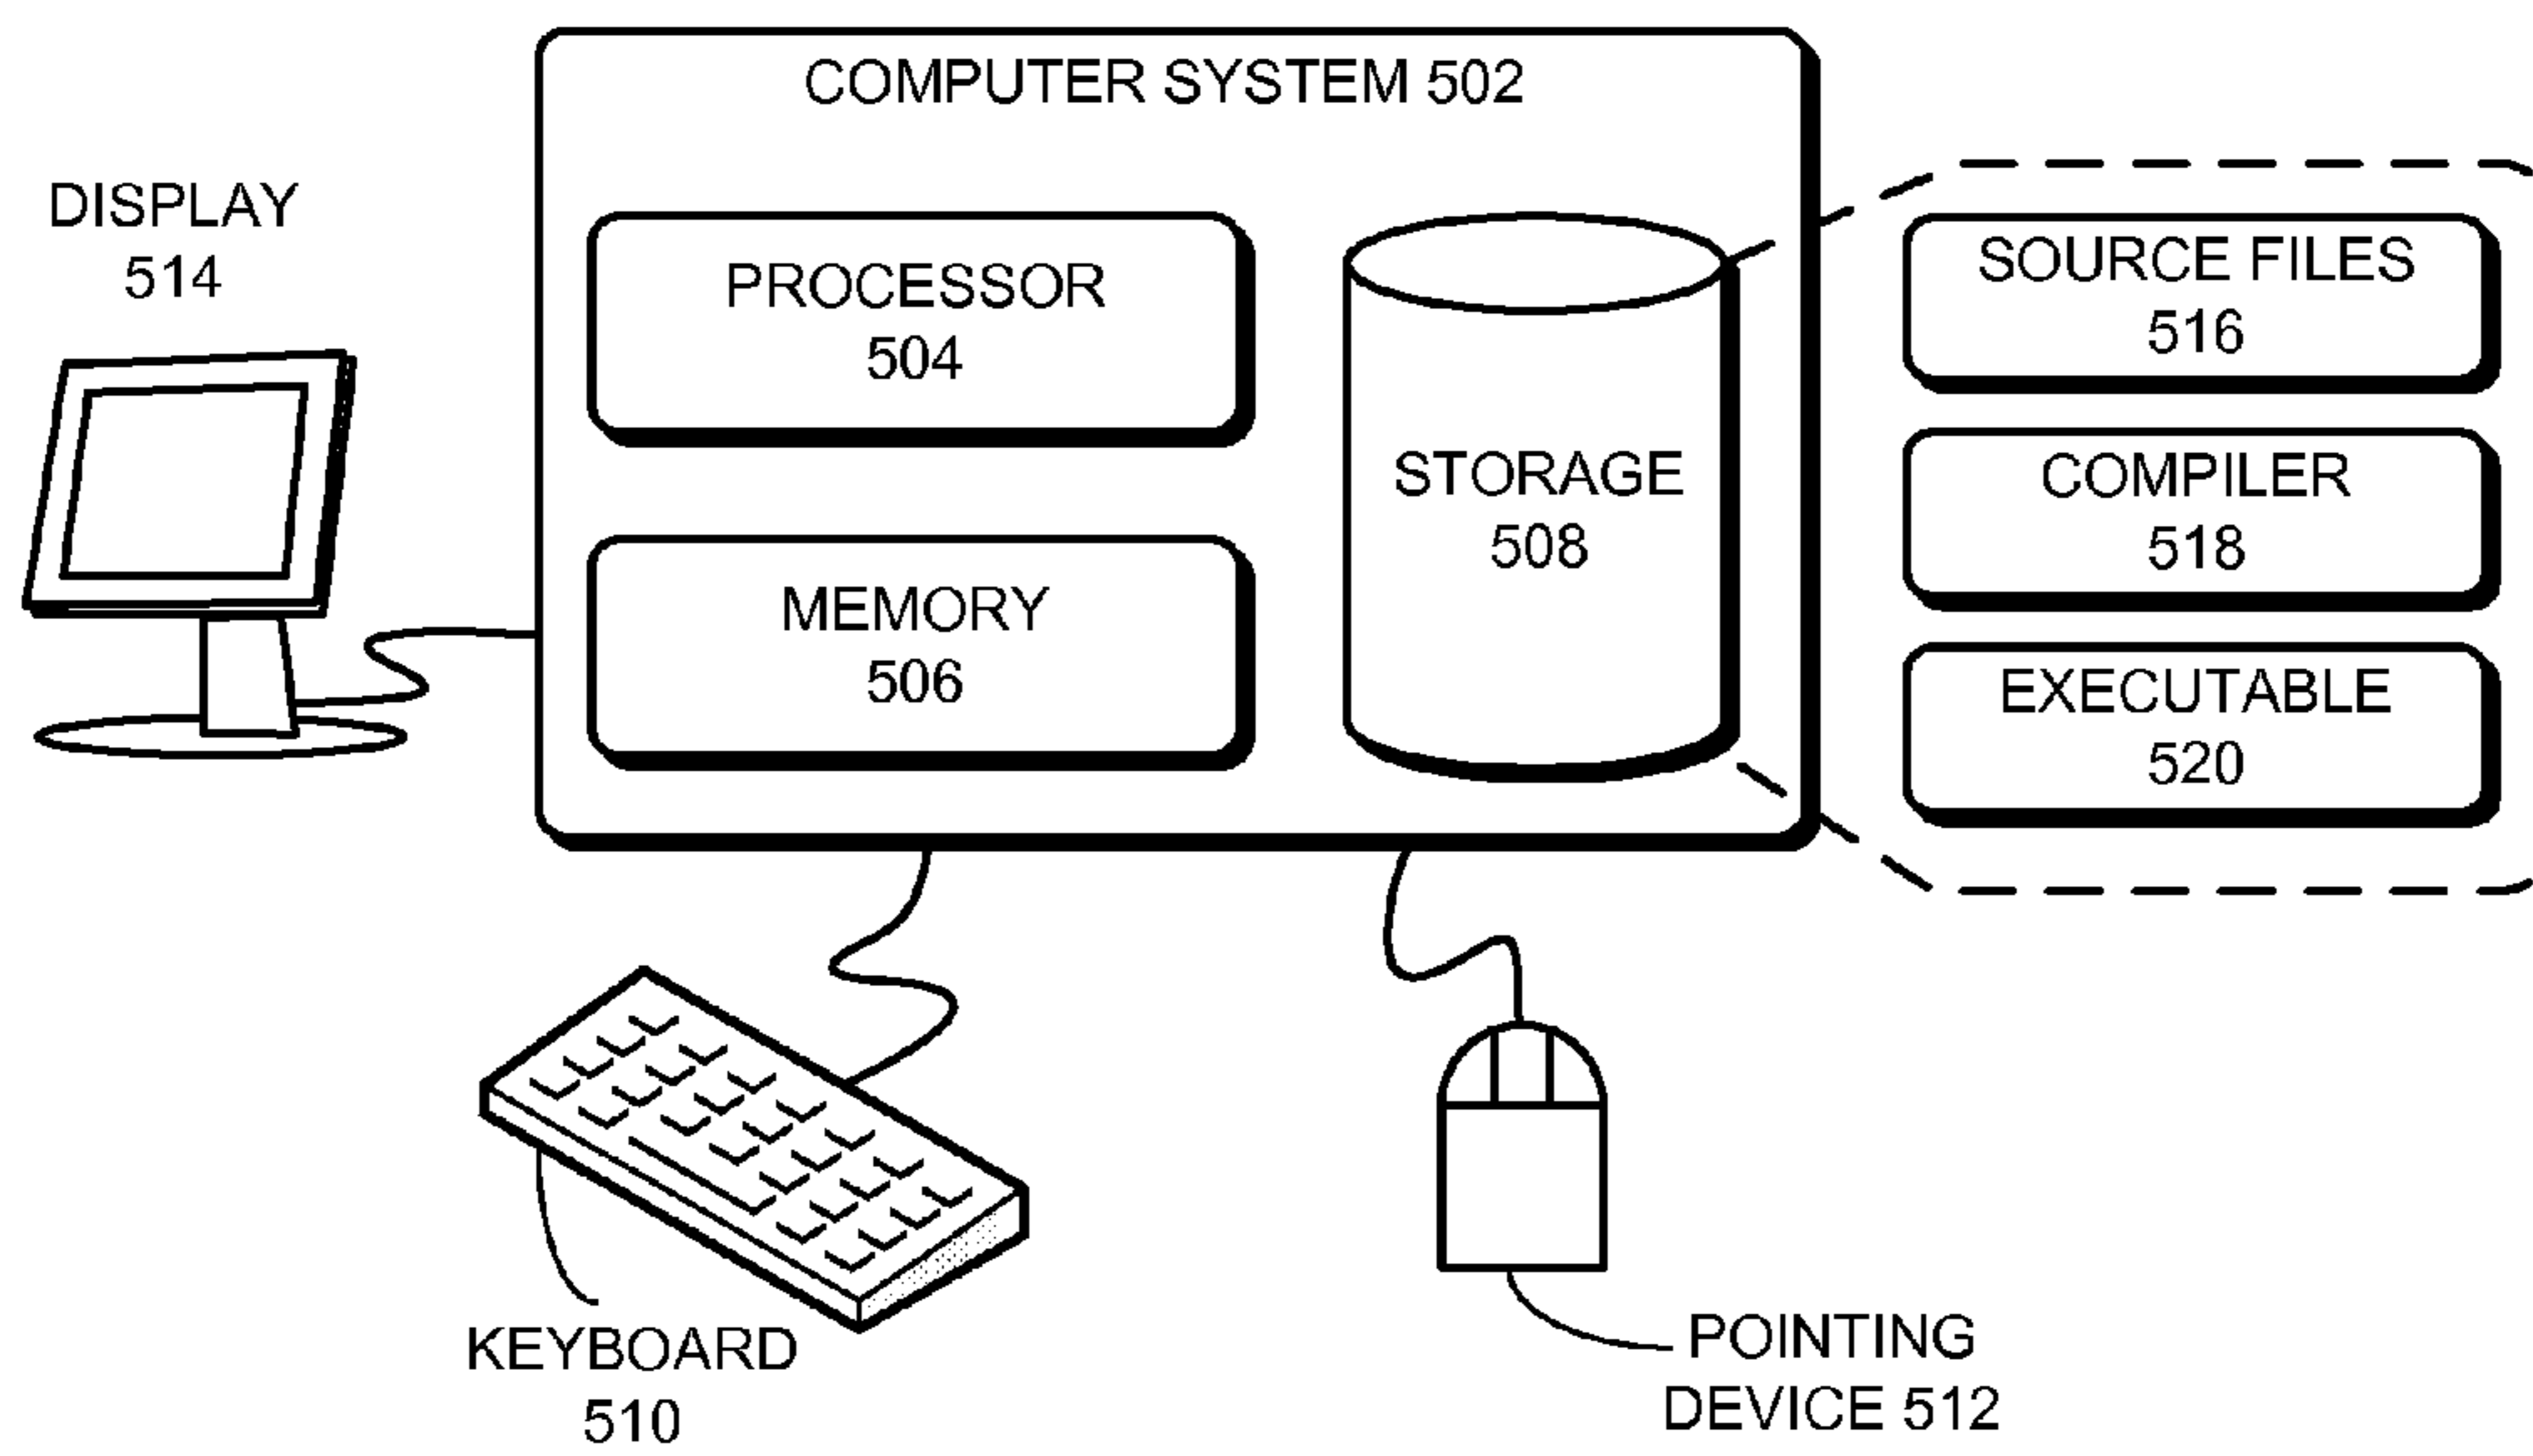 COMPUTER SYSTEM 502
DISPLAY
514
PROCESSOR
504
MEMORY
506
STORAGE
508
SOURCE FILES
516
COMPILER
518
EXECUTABLE
520
KEYBOARD
510
POINTING
DEVICE 512